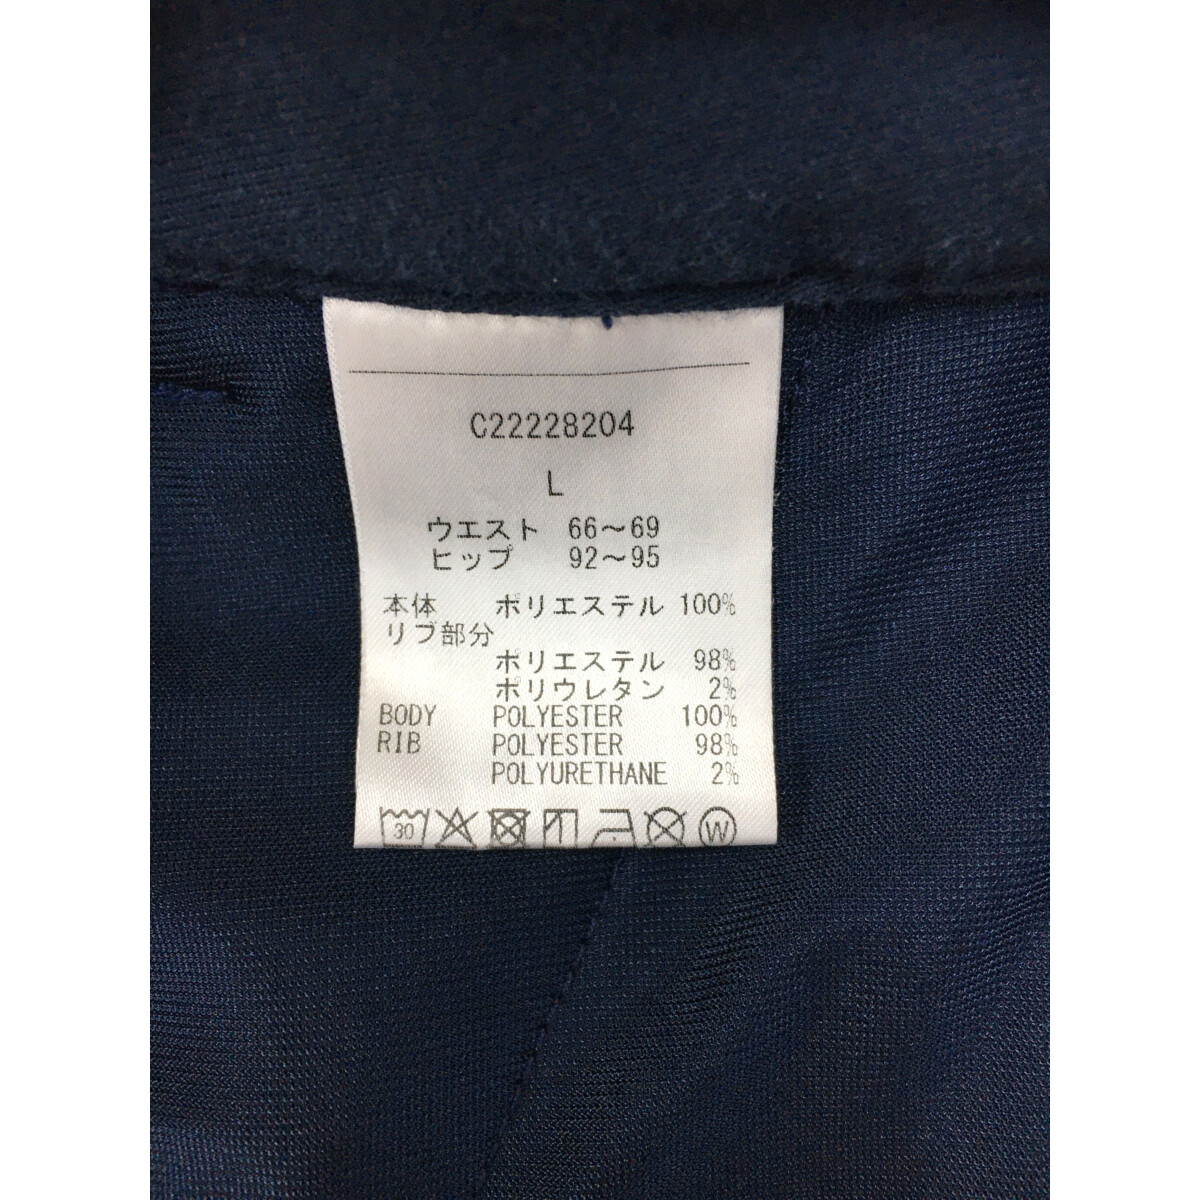 C22228204
L
ウエスト 66～69
ヒップ 92～95
本体 ポリエステル 100%
リブ部分
ポリエステル 98%
ポリウレタン 2%
BODY POLYESTER 100%
RIB POLYESTER 98%
POLYURETHANE 2%
30 W